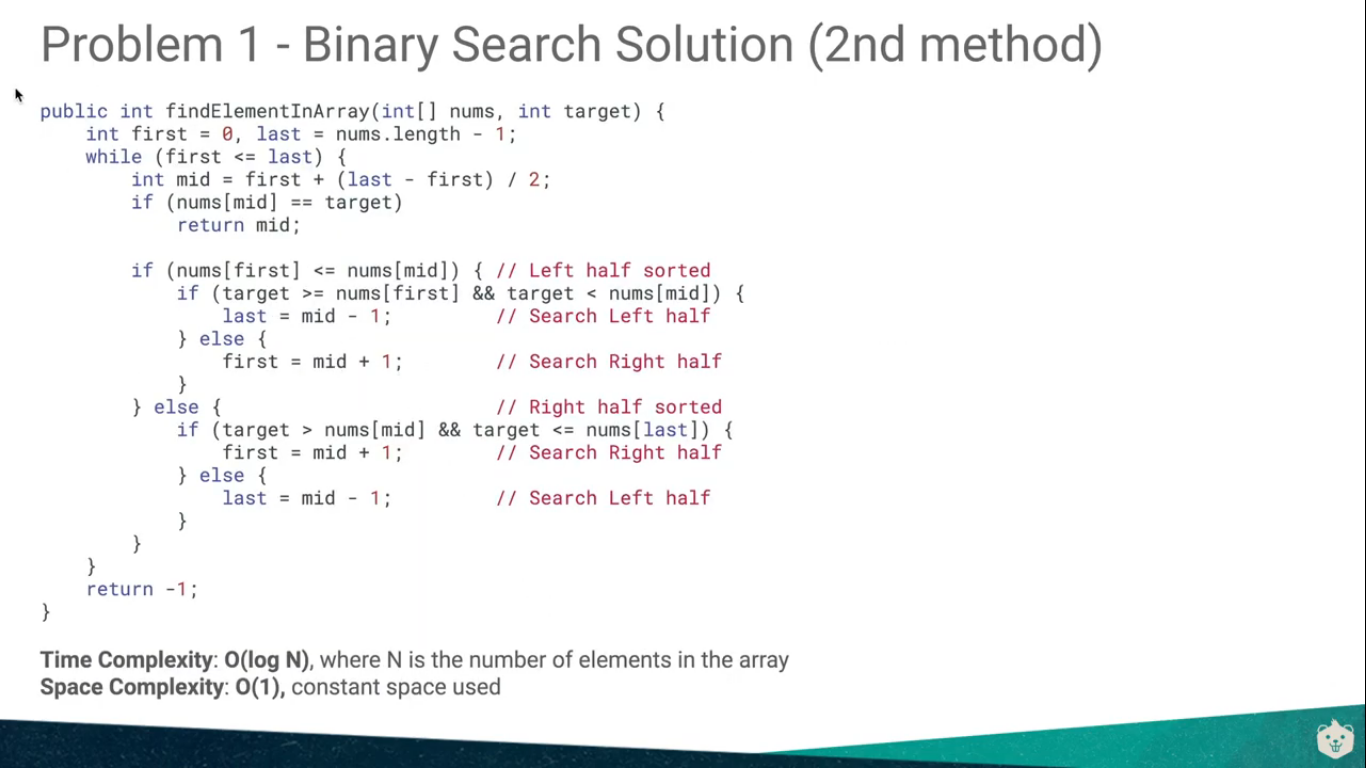 Problem 1 - Binary Search Solution (2nd method)
public int findElementInArray(int[] nums, int target) {
    int first = 0, last = nums.length - 1;
    while (first <= last) {
        int mid = first + (last - first) / 2;
        if (nums[mid] == target)
            return mid;

        if (nums[first] <= nums[mid]) { // Left half sorted
            if (target >= nums[first] && target < nums[mid]) {
                last = mid - 1;         // Search Left half
            } else {
                first = mid + 1;        // Search Right half
            }
        } else {                        // Right half sorted
            if (target > nums[mid] && target <= nums[last]) {
                first = mid + 1;        // Search Right half
            } else {
                last = mid - 1;         // Search Left half
            }
        }
    }
    return -1;
}
Time Complexity: O(log N), where N is the number of elements in the array
Space Complexity: O(1), constant space used